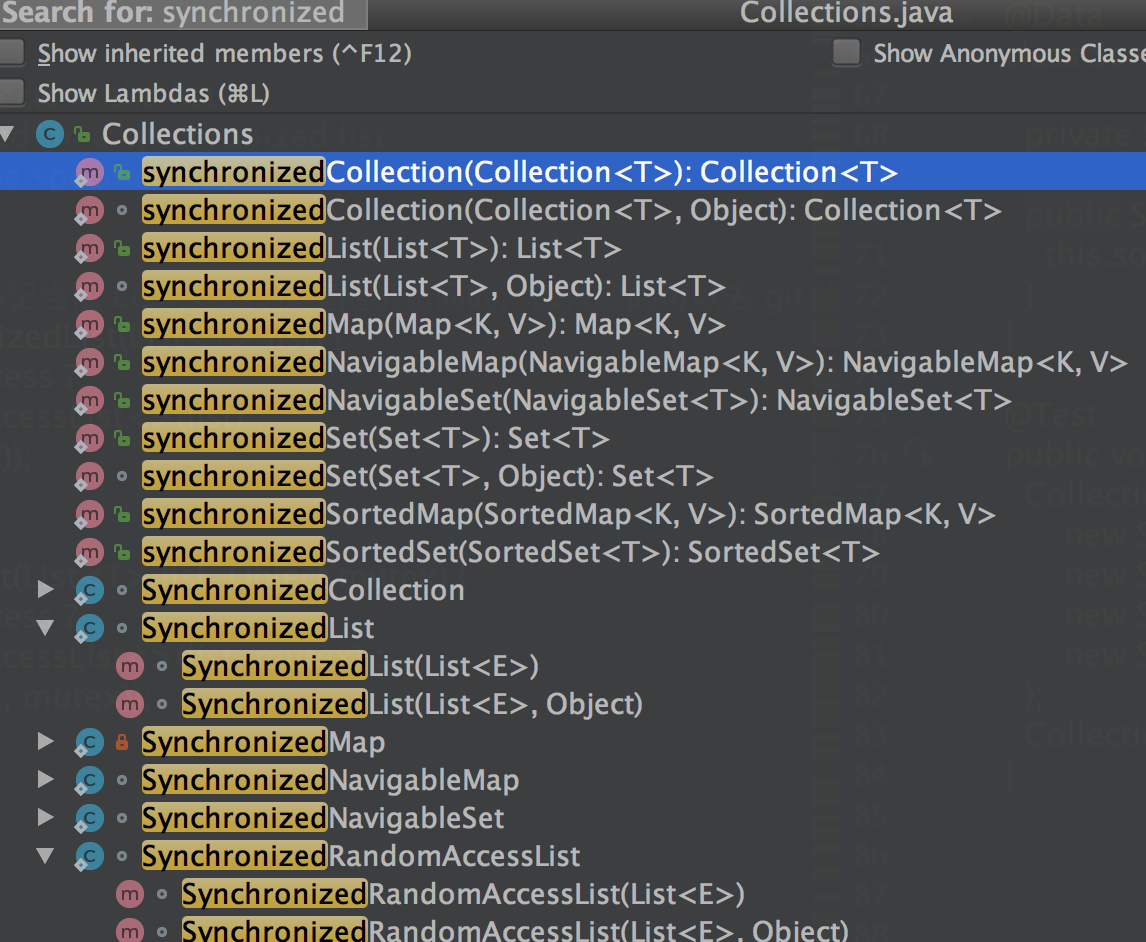 Search for: synchronized
Collections.java
Show inherited members (^F12)
Show Anonymous Classe
Show Lambdas (⌘L)
Collections
synchronizedCollection(Collection<T>): Collection<T>
synchronizedCollection(Collection<T>, Object): Collection<T>
synchronizedList(List<T>): List<T>
synchronizedList(List<T>, Object): List<T>
synchronizedMap(Map<K, V>): Map<K, V>
synchronizedNavigableMap(NavigableMap<K, V>): NavigableMap<K, V>
synchronizedNavigableSet(NavigableSet<T>): NavigableSet<T>
synchronizedSet(Set<T>): Set<T>
synchronizedSet(Set<T>, Object): Set<T>
synchronizedSortedMap(SortedMap<K, V>): SortedMap<K, V>
synchronizedSortedSet(SortedSet<T>): SortedSet<T>
SynchronizedCollection
SynchronizedList
SynchronizedList(List<E>)
SynchronizedList(List<E>, Object)
SynchronizedMap
SynchronizedNavigableMap
SynchronizedNavigableSet
SynchronizedRandomAccessList
SynchronizedRandomAccessList(List<E>)
SynchronizedRandomAccessList(List<E>, Object)